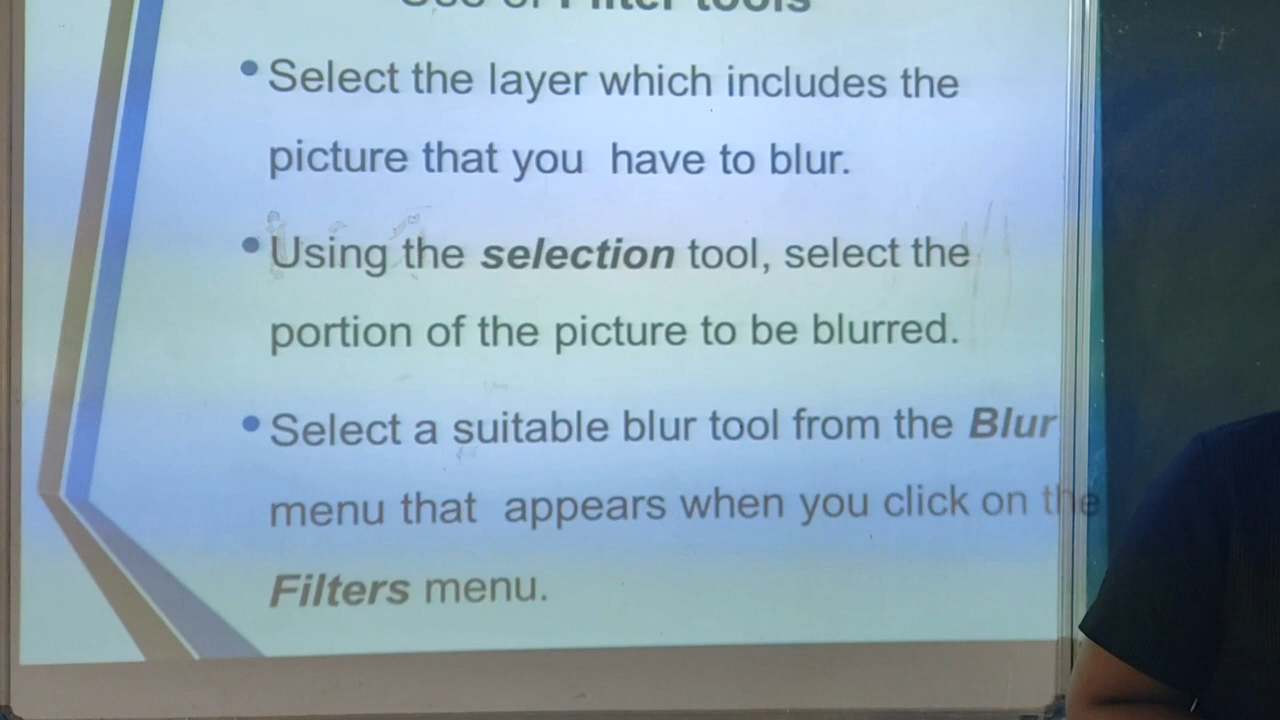 Use of Filter tools
• Select the layer which includes the
picture that you have to blur.
• Using the selection tool, select the
portion of the picture to be blurred.
• Select a suitable blur tool from the Blur
menu that appears when you click on the
Filters menu.